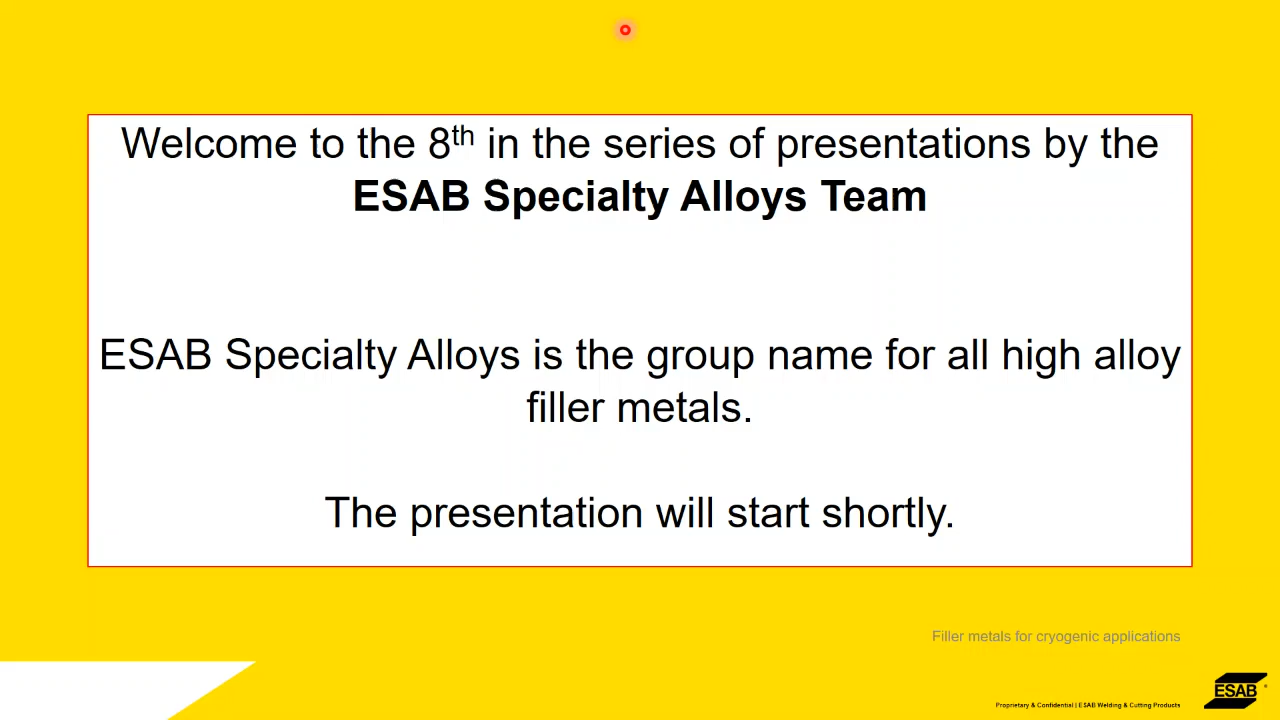 Welcome to the 8th in the series of presentations by the
ESAB Specialty Alloys Team
ESAB Specialty Alloys is the group name for all high alloy
filler metals.
The presentation will start shortly.
Filler metals for cryogenic applications
ESAB
Proprietary & Confidential | ESAB Welding & Cutting Products